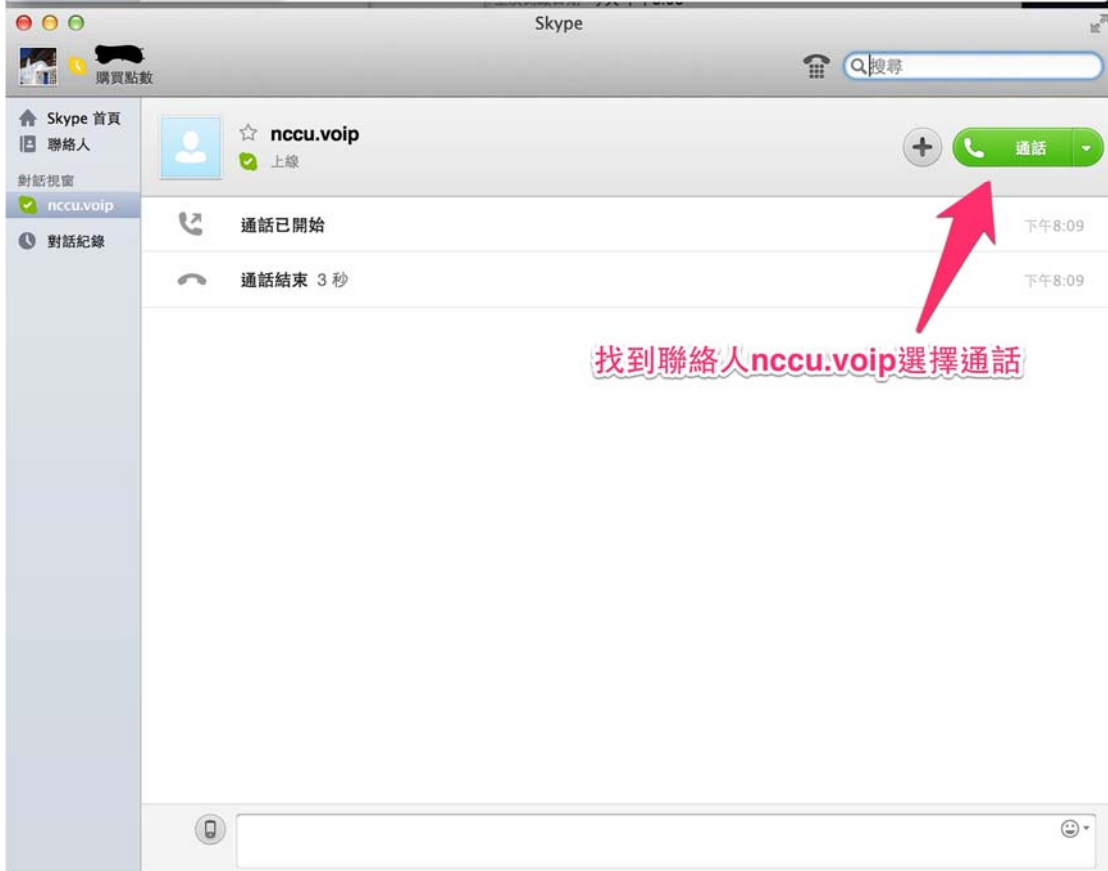 Skype
購買點數
搜尋
Skype 首頁
聯絡人
對話視窗
nccu.voip
對話紀錄
nccu.voip
上線
通話
通話已開始
下午8:09
通話結束 3 秒
下午8:09
找到聯絡人nccu.voip選擇通話